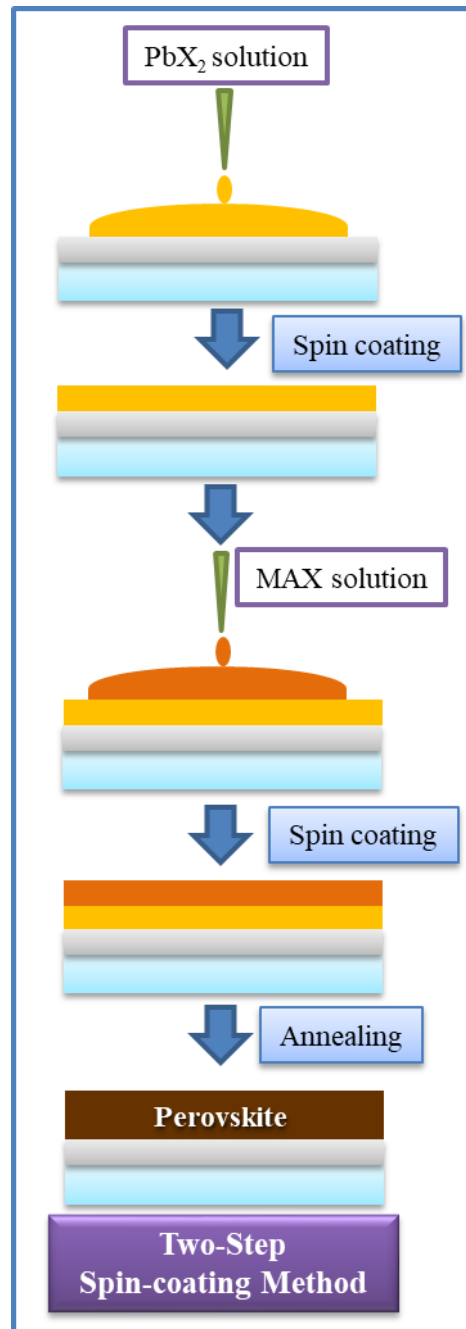 PbX₂ solution
Spin coating
MAX solution
Spin coating
Annealing
Perovskite
Two-Step
Spin-coating Method